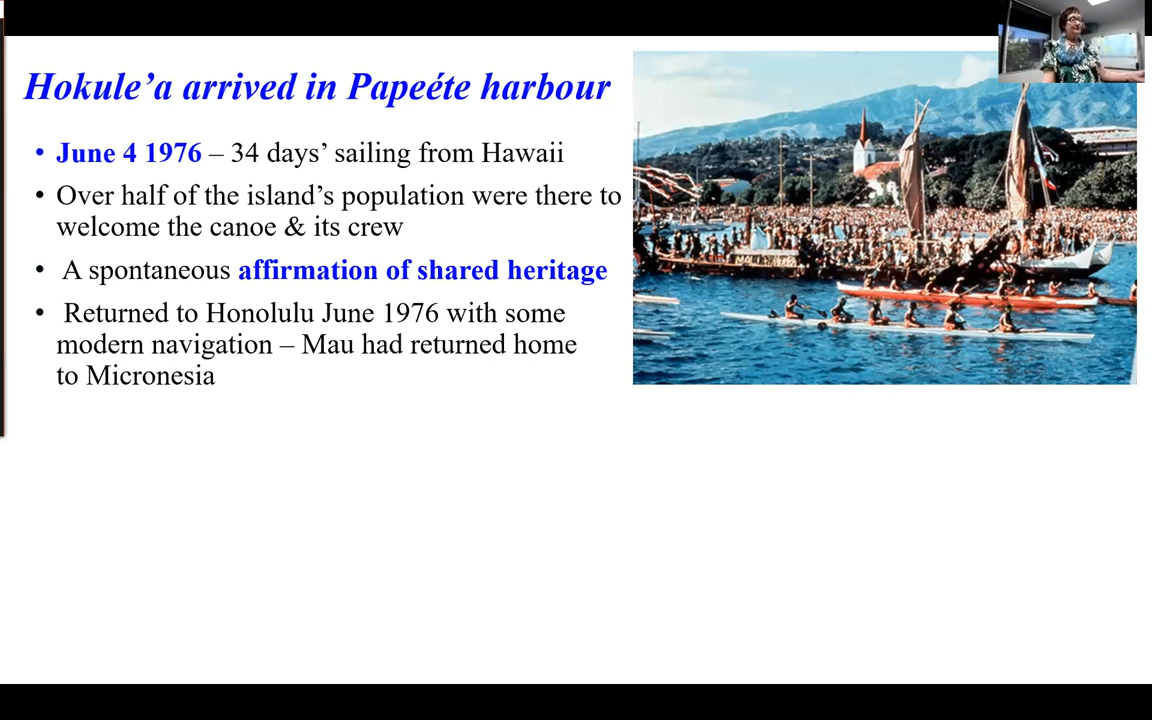 Hokule’a arrived in Papeéte harbour
• June 4 1976 – 34 days’ sailing from Hawaii
• Over half of the island’s population were there to
welcome the canoe & its crew
• A spontaneous affirmation of shared heritage
• Returned to Honolulu June 1976 with some
modern navigation – Mau had returned home
to Micronesia